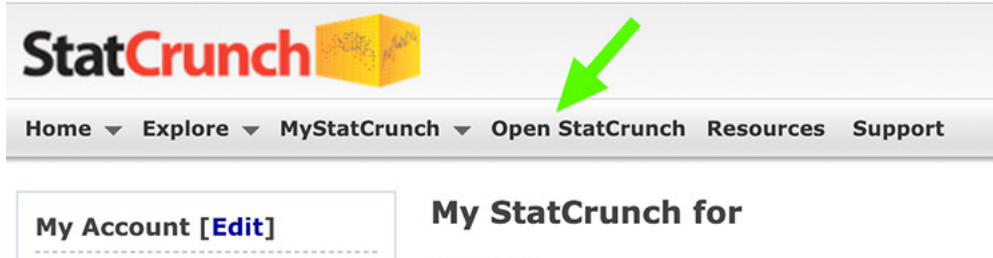 StatCrunch
Home Explore MyStatCrunch Open StatCrunch Resources Support
My Account [Edit]
My StatCrunch for